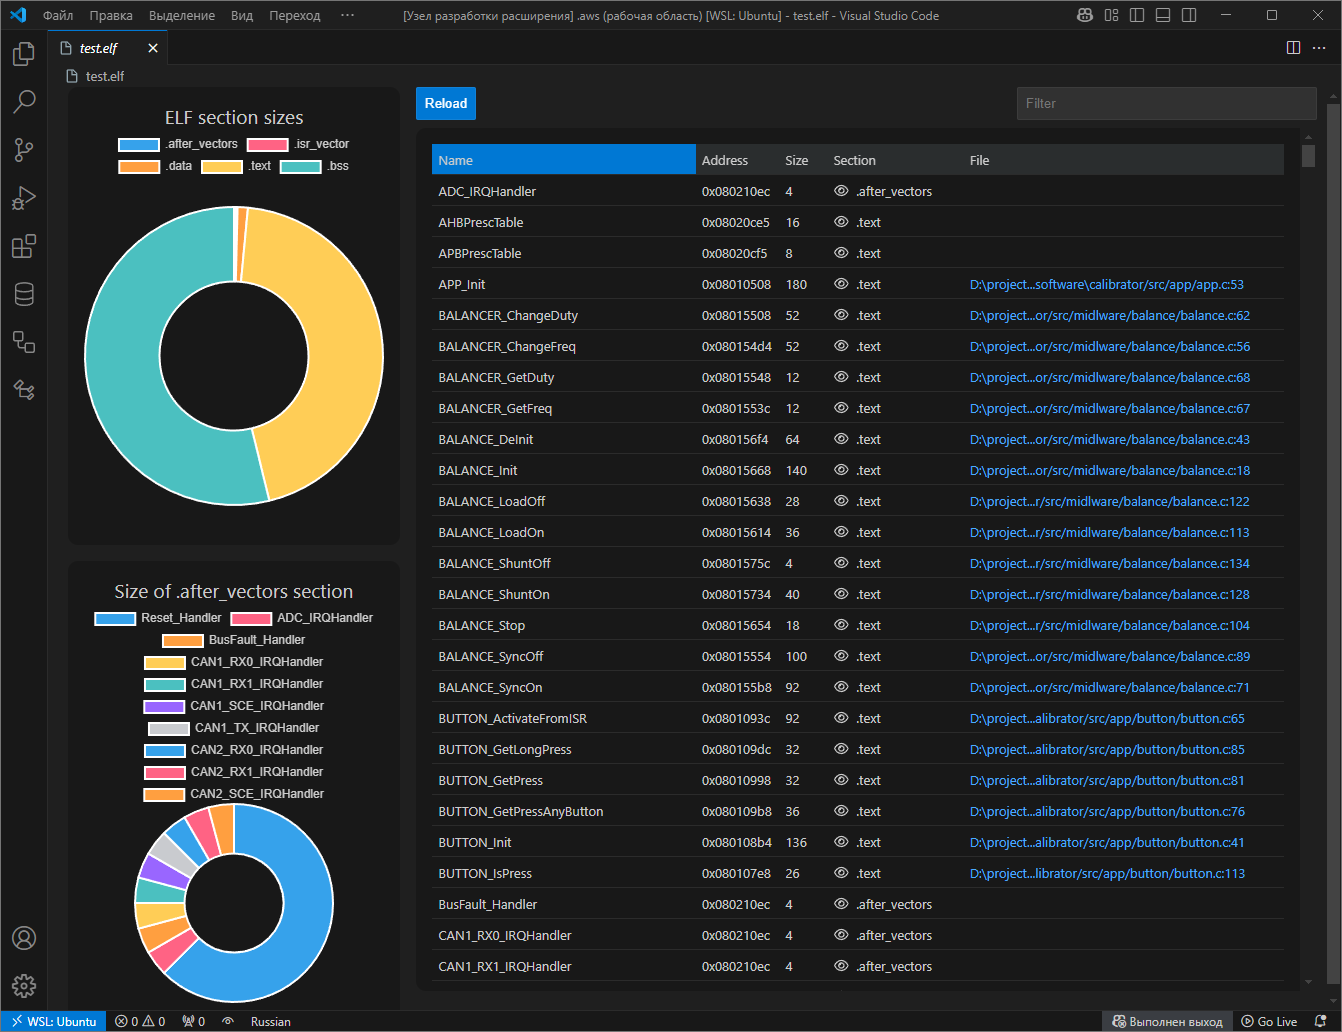 Файл Правка Выделение Вид Переход ··· [Узел разработки расширения] .aws (рабочая область) [WSL: Ubuntu] - test.elf - Visual Studio Code
test.elf
test.elf
ELF section sizes
.after_vectors .isr_vector
.data .text .bss
Size of .after_vectors section
Reset_Handler ADC_IRQHandler
BusFault_Handler
CAN1_RX0_IRQHandler
CAN1_RX1_IRQHandler
CAN1_SCE_IRQHandler
CAN1_TX_IRQHandler
CAN2_RX0_IRQHandler
CAN2_RX1_IRQHandler
CAN2_SCE_IRQHandler
Reload Filter
Name Address Size Section File
ADC_IRQHandler 0x080210ec 4 .after_vectors
AHBPrescTable 0x08020ce5 16 .text
APBPrescTable 0x08020cf5 8 .text
APP_Init 0x08010508 180 .text D:\project...software\calibrator/src/app/app.c:53
BALANCER_ChangeDuty 0x08015508 52 .text D:\project...or/src/midlware/balance/balance.c:62
BALANCER_ChangeFreq 0x080154d4 52 .text D:\project...or/src/midlware/balance/balance.c:56
BALANCER_GetDuty 0x08015548 12 .text D:\project...or/src/midlware/balance/balance.c:68
BALANCER_GetFreq 0x0801553c 12 .text D:\project...or/src/midlware/balance/balance.c:67
BALANCE_DeInit 0x080156f4 64 .text D:\project...or/src/midlware/balance/balance.c:43
BALANCE_Init 0x08015668 140 .text D:\project...or/src/midlware/balance/balance.c:18
BALANCE_LoadOff 0x08015638 28 .text D:\project...r/src/midlware/balance/balance.c:122
BALANCE_LoadOn 0x08015614 36 .text D:\project...r/src/midlware/balance/balance.c:113
BALANCE_ShuntOff 0x0801575c 4 .text D:\project...r/src/midlware/balance/balance.c:134
BALANCE_ShuntOn 0x08015734 40 .text D:\project...r/src/midlware/balance/balance.c:128
BALANCE_Stop 0x08015654 18 .text D:\project...r/src/midlware/balance/balance.c:104
BALANCE_SyncOff 0x08015554 100 .text D:\project...or/src/midlware/balance/balance.c:89
BALANCE_SyncOn 0x080155b8 92 .text D:\project...or/src/midlware/balance/balance.c:71
BUTTON_ActivateFromISR 0x0801093c 92 .text D:\project...alibrator/src/app/button/button.c:65
BUTTON_GetLongPress 0x080109dc 32 .text D:\project...alibrator/src/app/button/button.c:85
BUTTON_GetPress 0x08010998 32 .text D:\project...alibrator/src/app/button/button.c:81
BUTTON_GetPressAnyButton 0x080109b8 36 .text D:\project...alibrator/src/app/button/button.c:76
BUTTON_Init 0x080108b4 136 .text D:\project...alibrator/src/app/button/button.c:41
BUTTON_IsPress 0x080107e8 26 .text D:\project...librator/src/app/button/button.c:113
BusFault_Handler 0x080210ec 4 .after_vectors
CAN1_RX0_IRQHandler 0x080210ec 4 .after_vectors
CAN1_RX1_IRQHandler 0x080210ec 4 .after_vectors
WSL: Ubuntu 0 0 0 Russian Выполнен выход Go Live